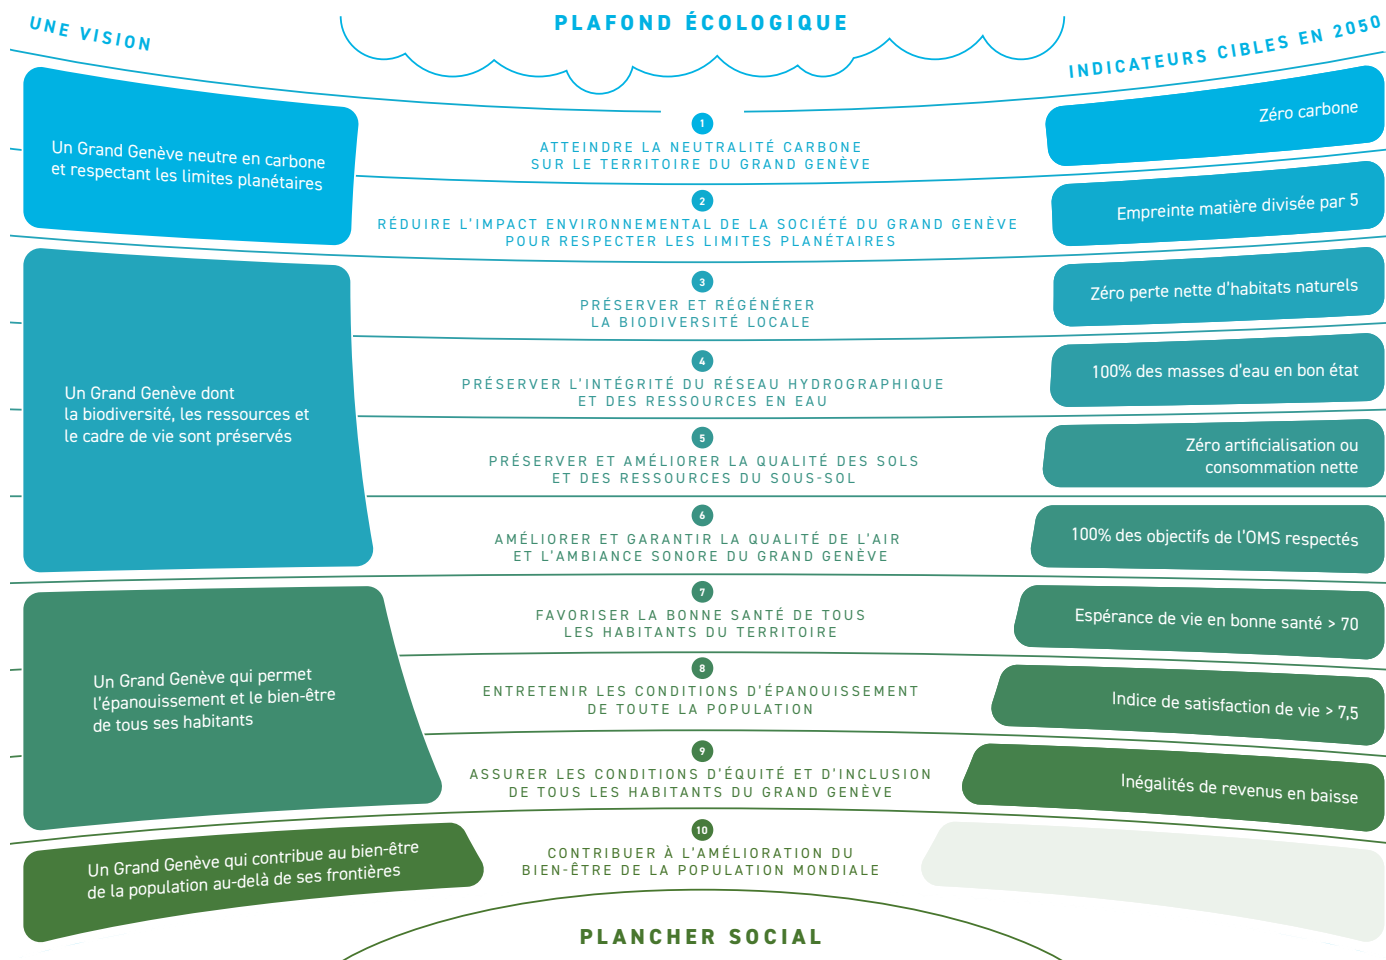 UNE VISION
PLAFOND ÉCOLOGIQUE
INDICATEURS CIBLES EN 2050
Un Grand Genève neutre en carbone
et respectant les limites planétaires
1
ATTEINDRE LA NEUTRALITÉ CARBONE
SUR LE TERRITOIRE DU GRAND GENÈVE
Zéro carbone
2
RÉDUIRE L'IMPACT ENVIRONNEMENTAL DE LA SOCIÉTÉ DU GRAND GENÈVE
POUR RESPECTER LES LIMITES PLANÉTAIRES
Empreinte matière divisée par 5
Un Grand Genève dont
la biodiversité, les ressources et
le cadre de vie sont préservés
3
PRÉSERVER ET RÉGÉNÉRER
LA BIODIVERSITÉ LOCALE
Zéro perte nette d'habitats naturels
4
PRÉSERVER L'INTÉGRITÉ DU RÉSEAU HYDROGRAPHIQUE
ET DES RESSOURCES EN EAU
100% des masses d'eau en bon état
5
PRÉSERVER ET AMÉLIORER LA QUALITÉ DES SOLS
ET DES RESSOURCES DU SOUS-SOL
Zéro artificialisation ou
consommation nette
6
AMÉLIORER ET GARANTIR LA QUALITÉ DE L'AIR
ET L'AMBIANCE SONORE DU GRAND GENÈVE
100% des objectifs de l'OMS respectés
Un Grand Genève qui permet
l'épanouissement et le bien-être
de tous ses habitants
7
FAVORISER LA BONNE SANTÉ DE TOUS
LES HABITANTS DU TERRITOIRE
Espérance de vie en bonne santé > 70
8
ENTRETENIR LES CONDITIONS D'ÉPANOUISSEMENT
DE TOUTE LA POPULATION
Indice de satisfaction de vie > 7,5
9
ASSURER LES CONDITIONS D'ÉQUITÉ ET D'INCLUSION
DE TOUS LES HABITANTS DU GRAND GENÈVE
Inégalités de revenus en baisse
Un Grand Genève qui contribue au bien-être
de la population au-delà de ses frontières
10
CONTRIBUER À L'AMÉLIORATION DU
BIEN-ÊTRE DE LA POPULATION MONDIALE
PLANCHER SOCIAL